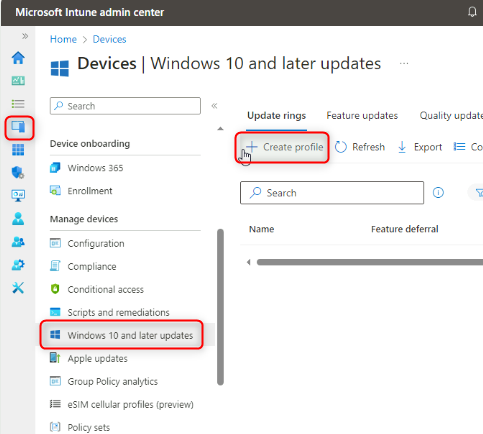 Microsoft Intune admin center
Home > Devices
Devices | Windows 10 and later updates ...
Search
Update rings Feature updates Quality updat
Create profile Refresh Export Co
Device onboarding
Windows 365
Enrollment
Search
Manage devices
Name Feature deferral
Configuration
Compliance
Conditional access
Scripts and remediations
Windows 10 and later updates
Apple updates
Group Policy analytics
eSIM cellular profiles (preview)
Policy sets